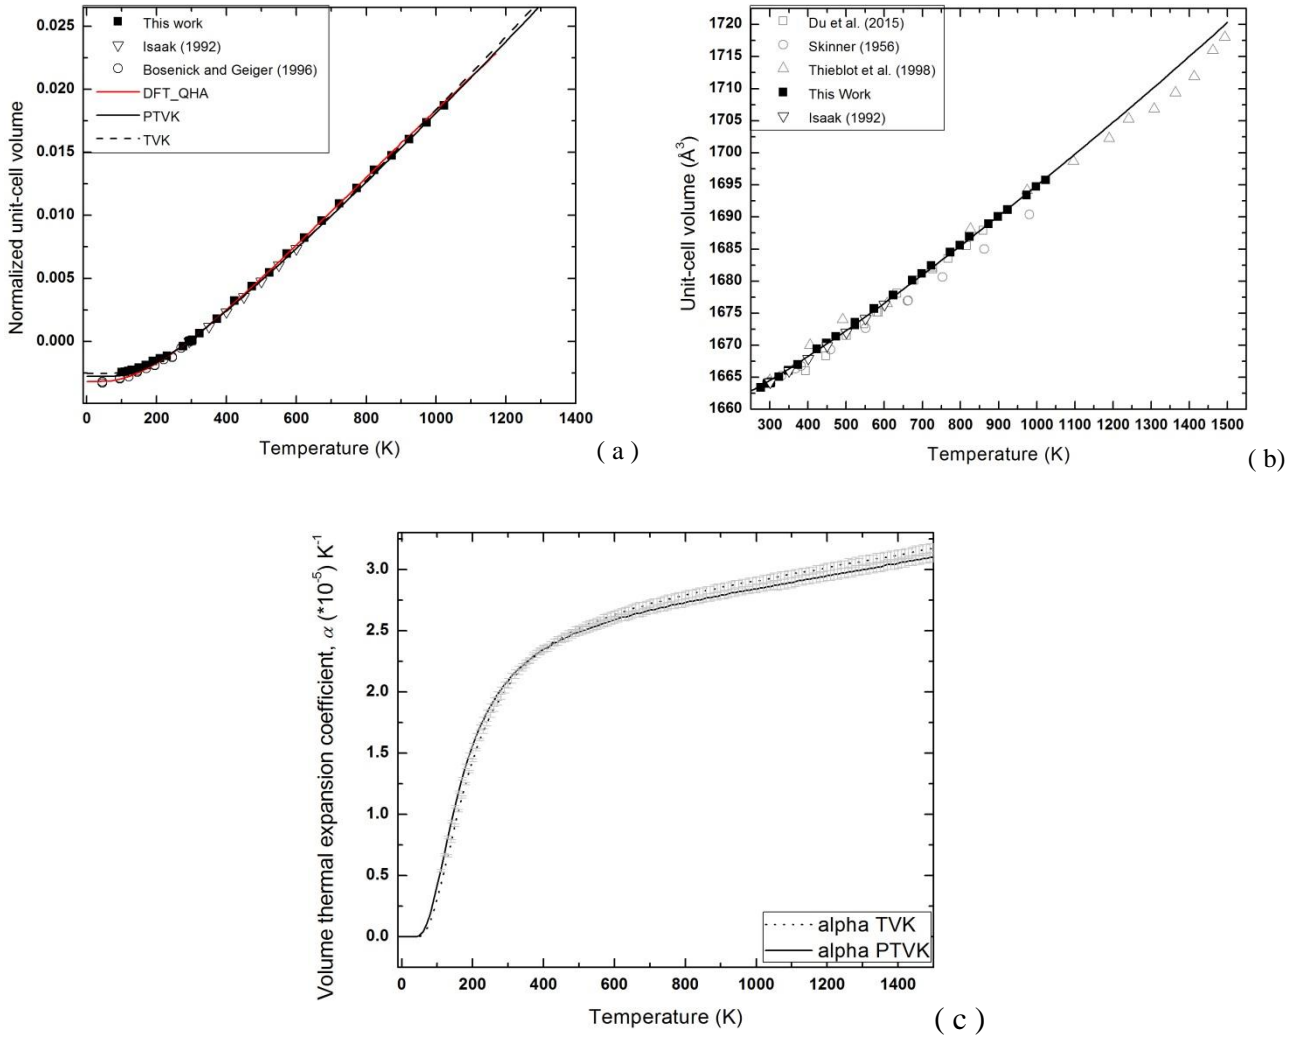 0.025
0.020
0.015
0.010
0.005
0.000
Normalized unit-cell volume
This work
Isaak (1992)
Bosenick and Geiger (1996)
DFT_QHA
PTVK
TVK
0 200 400 600 800 1000 1200 1400
Temperature (K)
( a )
1720
1715
1710
1705
1700
1695
1690
1685
1680
1675
1670
1665
1660
Unit-cell volume (Å³)
Du et al. (2015)
Skinner (1956)
Thieblot et al. (1998)
This Work
Isaak (1992)
300 400 500 600 700 800 900 1000 1100 1200 1300 1400 1500
Temperature (K)
( b)
3.0
2.5
2.0
1.5
1.0
0.5
0.0
Volume thermal expansion coefficient, α (*10⁻⁵) K⁻¹
alpha TVK
alpha PTVK
0 200 400 600 800 1000 1200 1400
Temperature (K)
( c )